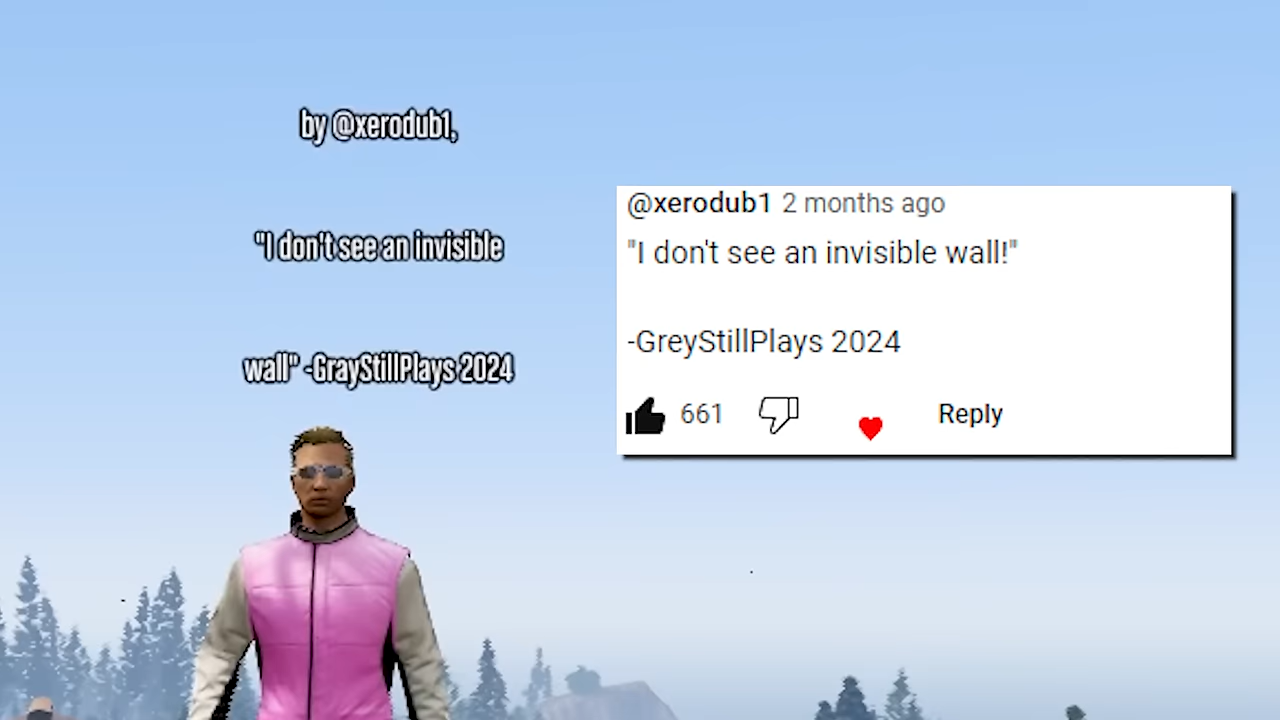 by @xerodub1,
"I don't see an invisible
wall" -GrayStillPlays 2024
@xerodub1 2 months ago
"I don't see an invisible wall!"
-GreyStillPlays 2024
661
Reply